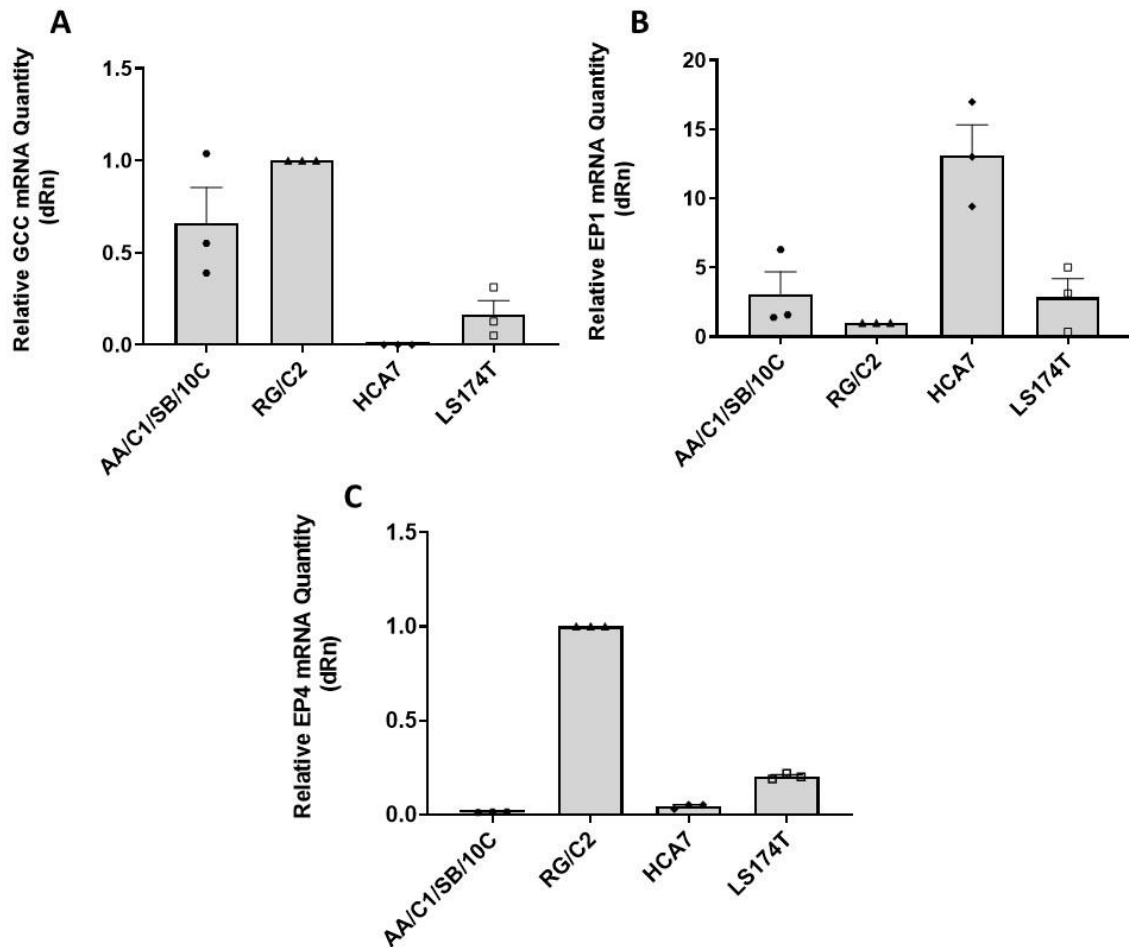 A
Relative GCC mRNA Quantity
(dRn)
1.5
1.0
0.5
0.0
AA/C1/SB/10C
RG/C2
HCA7
LS174T
B
Relative EP1 mRNA Quantity
(dRn)
20
15
10
5
0
AA/C1/SB/10C
RG/C2
HCA7
LS174T
C
Relative EP4 mRNA Quantity
(dRn)
1.5
1.0
0.5
0.0
AA/C1/SB/10C
RG/C2
HCA7
LS174T